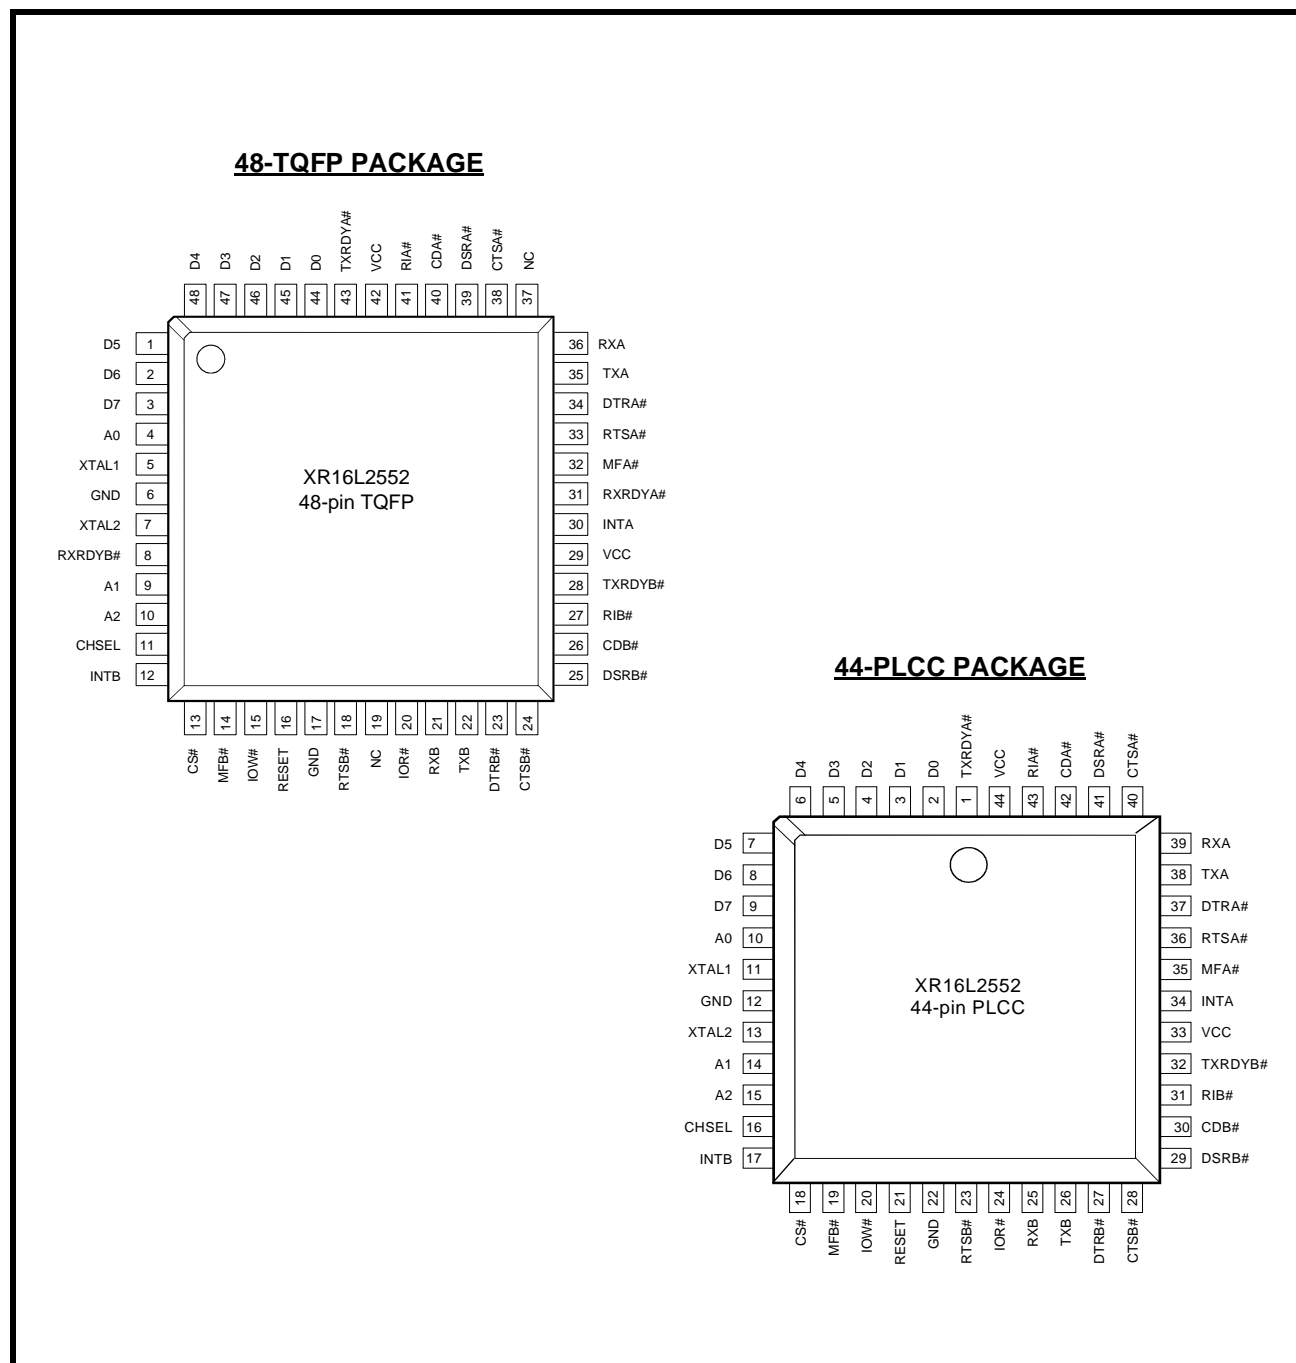 48-TQFP PACKAGE
D4 D3 D2 D1 D0 TXRDYA# VCC RIA# CDA# DSRA# CTSA# NC
48 47 46 45 44 43 42 41 40 39 38 37
D5 1 36 RXA
D6 2 35 TXA
D7 3 34 DTRA#
A0 4 33 RTSA#
XTAL1 5 32 MFA#
GND 6 31 RXRDYA#
XTAL2 7 30 INTA
RXRDYB# 8 29 VCC
A1 9 28 TXRDYB#
A2 10 27 RIB#
CHSEL 11 26 CDB#
INTB 12 25 DSRB#
XR16L2552
48-pin TQFP
13 14 15 16 17 18 19 20 21 22 23 24
CS# MFB# IOW# RESET GND RTSB# NC IOR# RXB TXB DTRB# CTSB#
44-PLCC PACKAGE
D4 D3 D2 D1 D0 TXRDYA# VCC RIA# CDA# DSRA# CTSA#
6 5 4 3 2 1 44 43 42 41 40
D5 7 39 RXA
D6 8 38 TXA
D7 9 37 DTRA#
A0 10 36 RTSA#
XTAL1 11 35 MFA#
GND 12 34 INTA
XTAL2 13 33 VCC
A1 14 32 TXRDYB#
A2 15 31 RIB#
CHSEL 16 30 CDB#
INTB 17 29 DSRB#
XR16L2552
44-pin PLCC
18 19 20 21 22 23 24 25 26 27 28
CS# MFB# IOW# RESET GND RTSB# IOR# RXB TXB DTRB# CTSB#